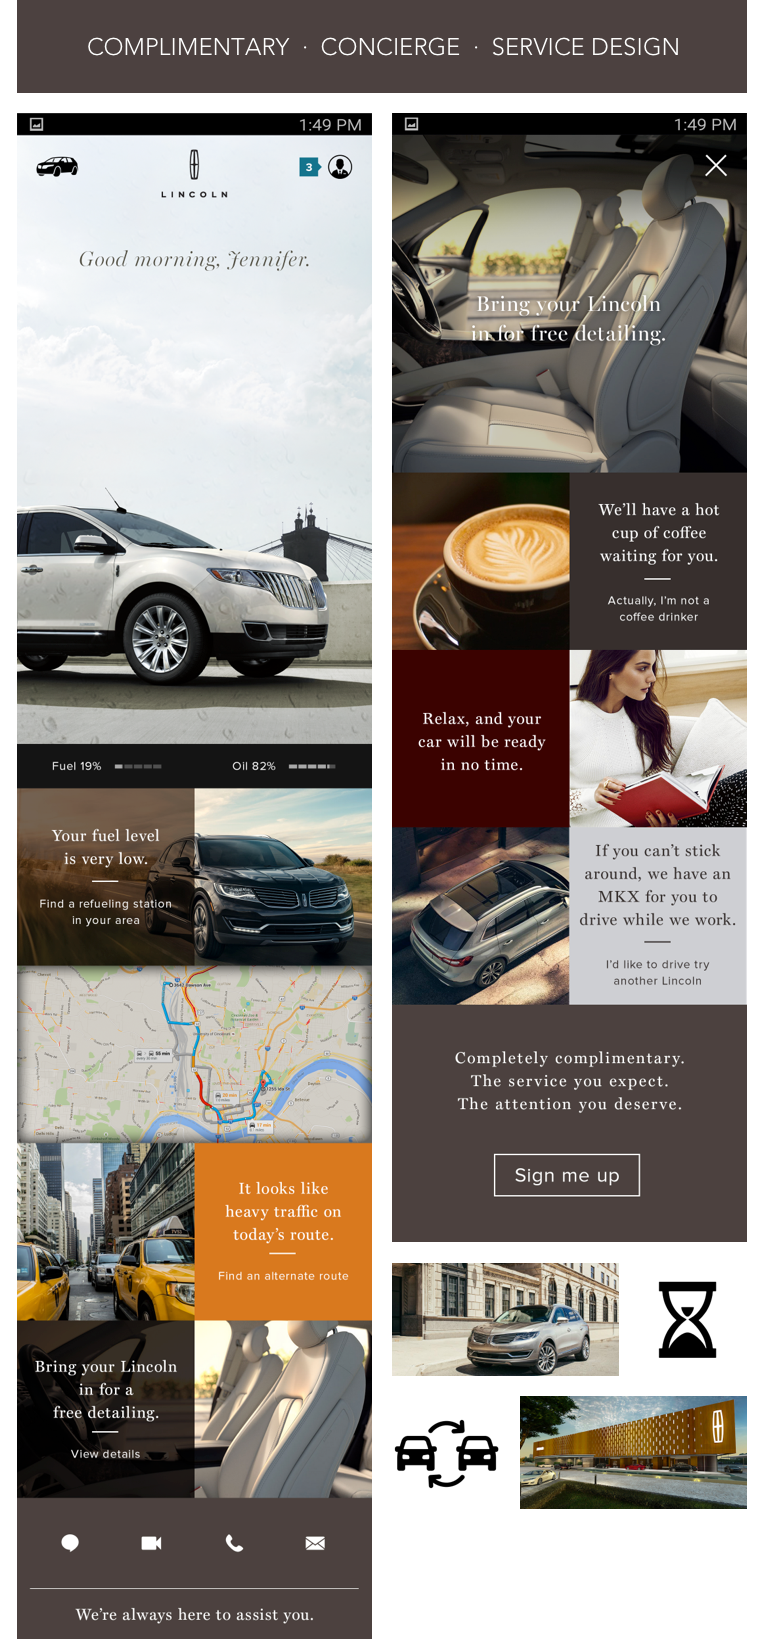 COMPLIMENTARY · CONCIERGE · SERVICE DESIGN
1:49 PM
3
LINCOLN
Good morning, Jennifer.
Fuel 19%
Oil 82%
Your fuel level
is very low.
Find a refueling station
in your area
It looks like
heavy traffic on
today's route.
Find an alternate route
Bring your Lincoln
in for a
free detailing.
View details
We're always here to assist you.
1:49 PM
Bring your Lincoln
in for free detailing.
We'll have a hot
cup of coffee
waiting for you.
Actually, I'm not a
coffee drinker
Relax, and your
car will be ready
in no time.
If you can't stick
around, we have an
MKX for you to
drive while we work.
I'd like to drive try
another Lincoln
Completely complimentary.
The service you expect.
The attention you deserve.
Sign me up